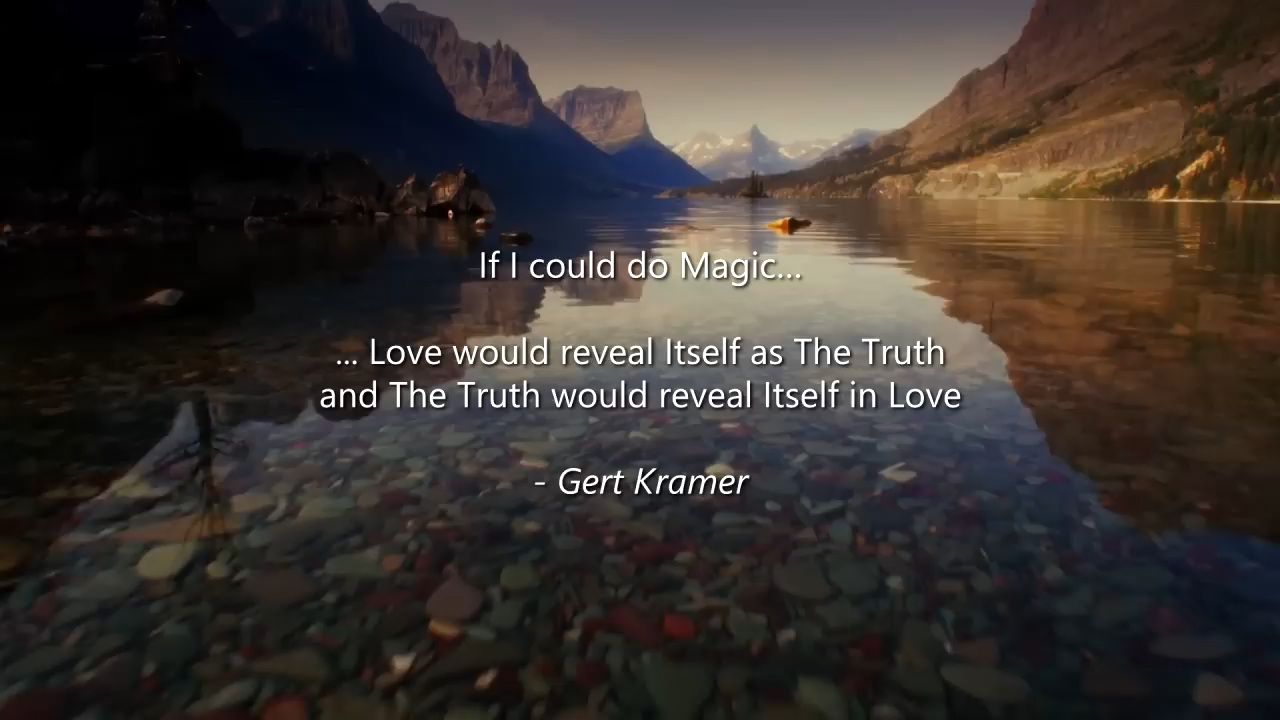 If I could do Magic...
... Love would reveal Itself as The Truth
and The Truth would reveal Itself in Love
- Gert Kramer